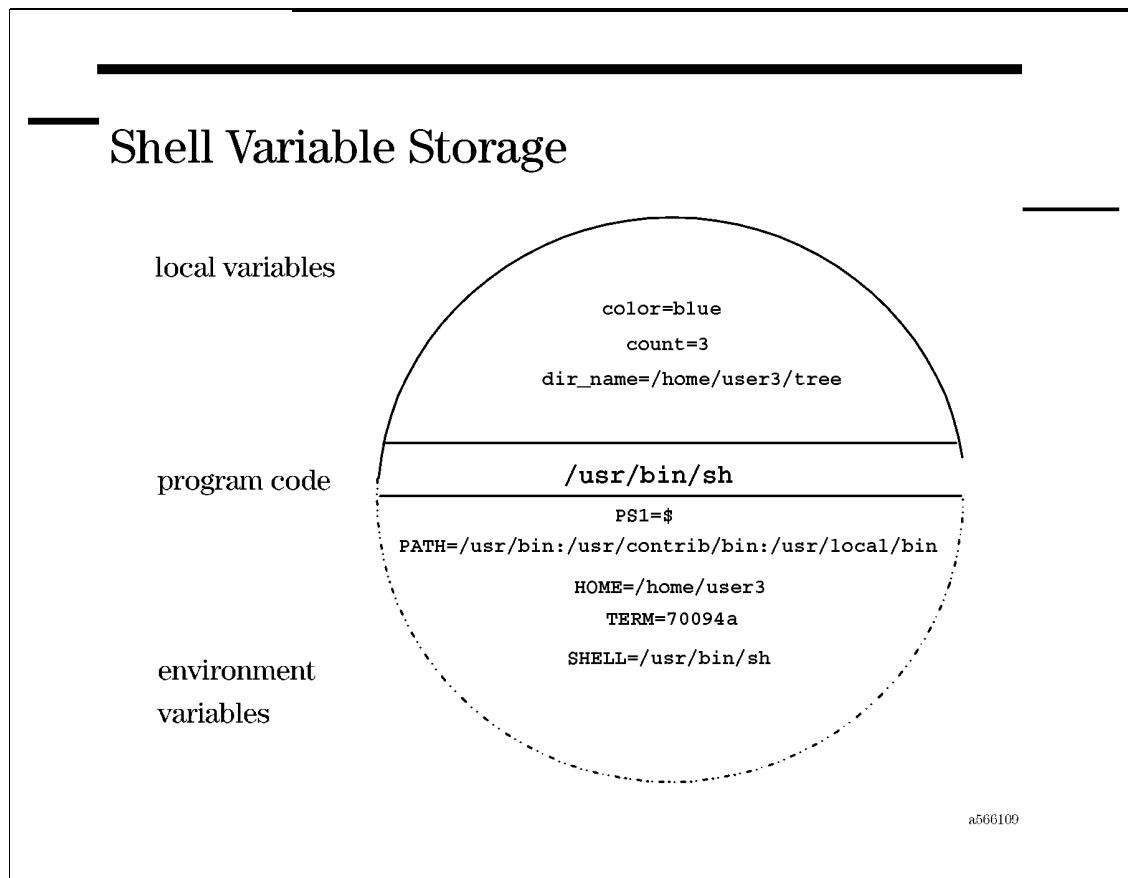 Shell Variable Storage
local variables
color=blue
count=3
dir_name=/home/user3/tree
program code
/usr/bin/sh
PS1=$
PATH=/usr/bin:/usr/contrib/bin:/usr/local/bin
HOME=/home/user3
TERM=70094a
SHELL=/usr/bin/sh
environment
variables
a566109